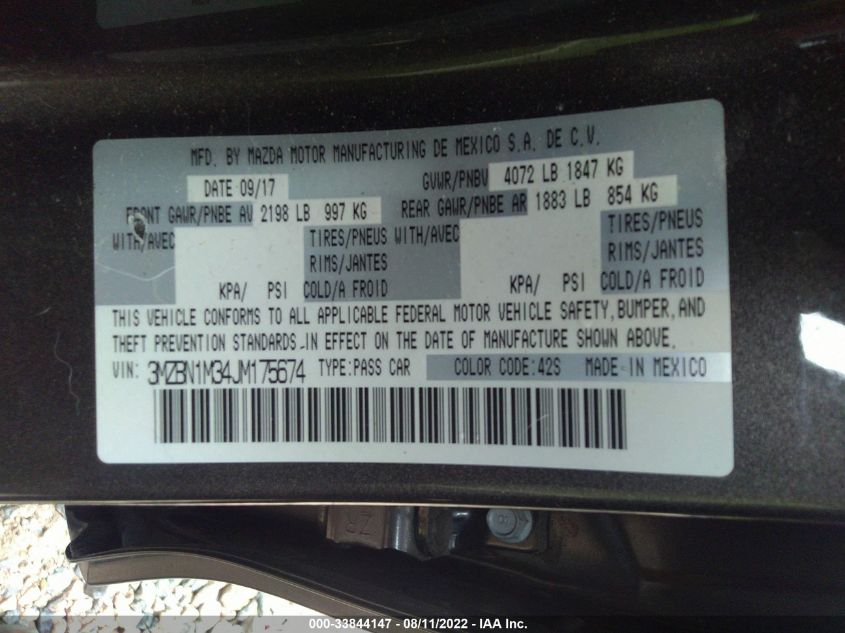 MFD. BY MAZDA MOTOR MANUFACTURING DE MEXICO S.A. DE C.V.
DATE 09/17 GVWR/PNBV 4072 LB 1847 KG
FRONT GAWR/PNBE AV 2198 LB 997 KG REAR GAWR/PNBE AR 1883 LB 854 KG
WITH/AVEC TIRES/PNEUS WITH/AVEC TIRES/PNEUS
RIMS/JANTES RIMS/JANTES
KPA/ PSI COLD/A FROID KPA/ PSI COLD/A FROID
THIS VEHICLE CONFORMS TO ALL APPLICABLE FEDERAL MOTOR VEHICLE SAFETY, BUMPER, AND
THEFT PREVENTION STANDARDS IN EFFECT ON THE DATE OF MANUFACTURE SHOWN ABOVE.
VIN: 3MZBN1M34JM175674 TYPE:PASS CAR COLOR CODE:42S MADE IN MEXICO
ZR
000-33844147 - 08/11/2022 - IAA Inc.